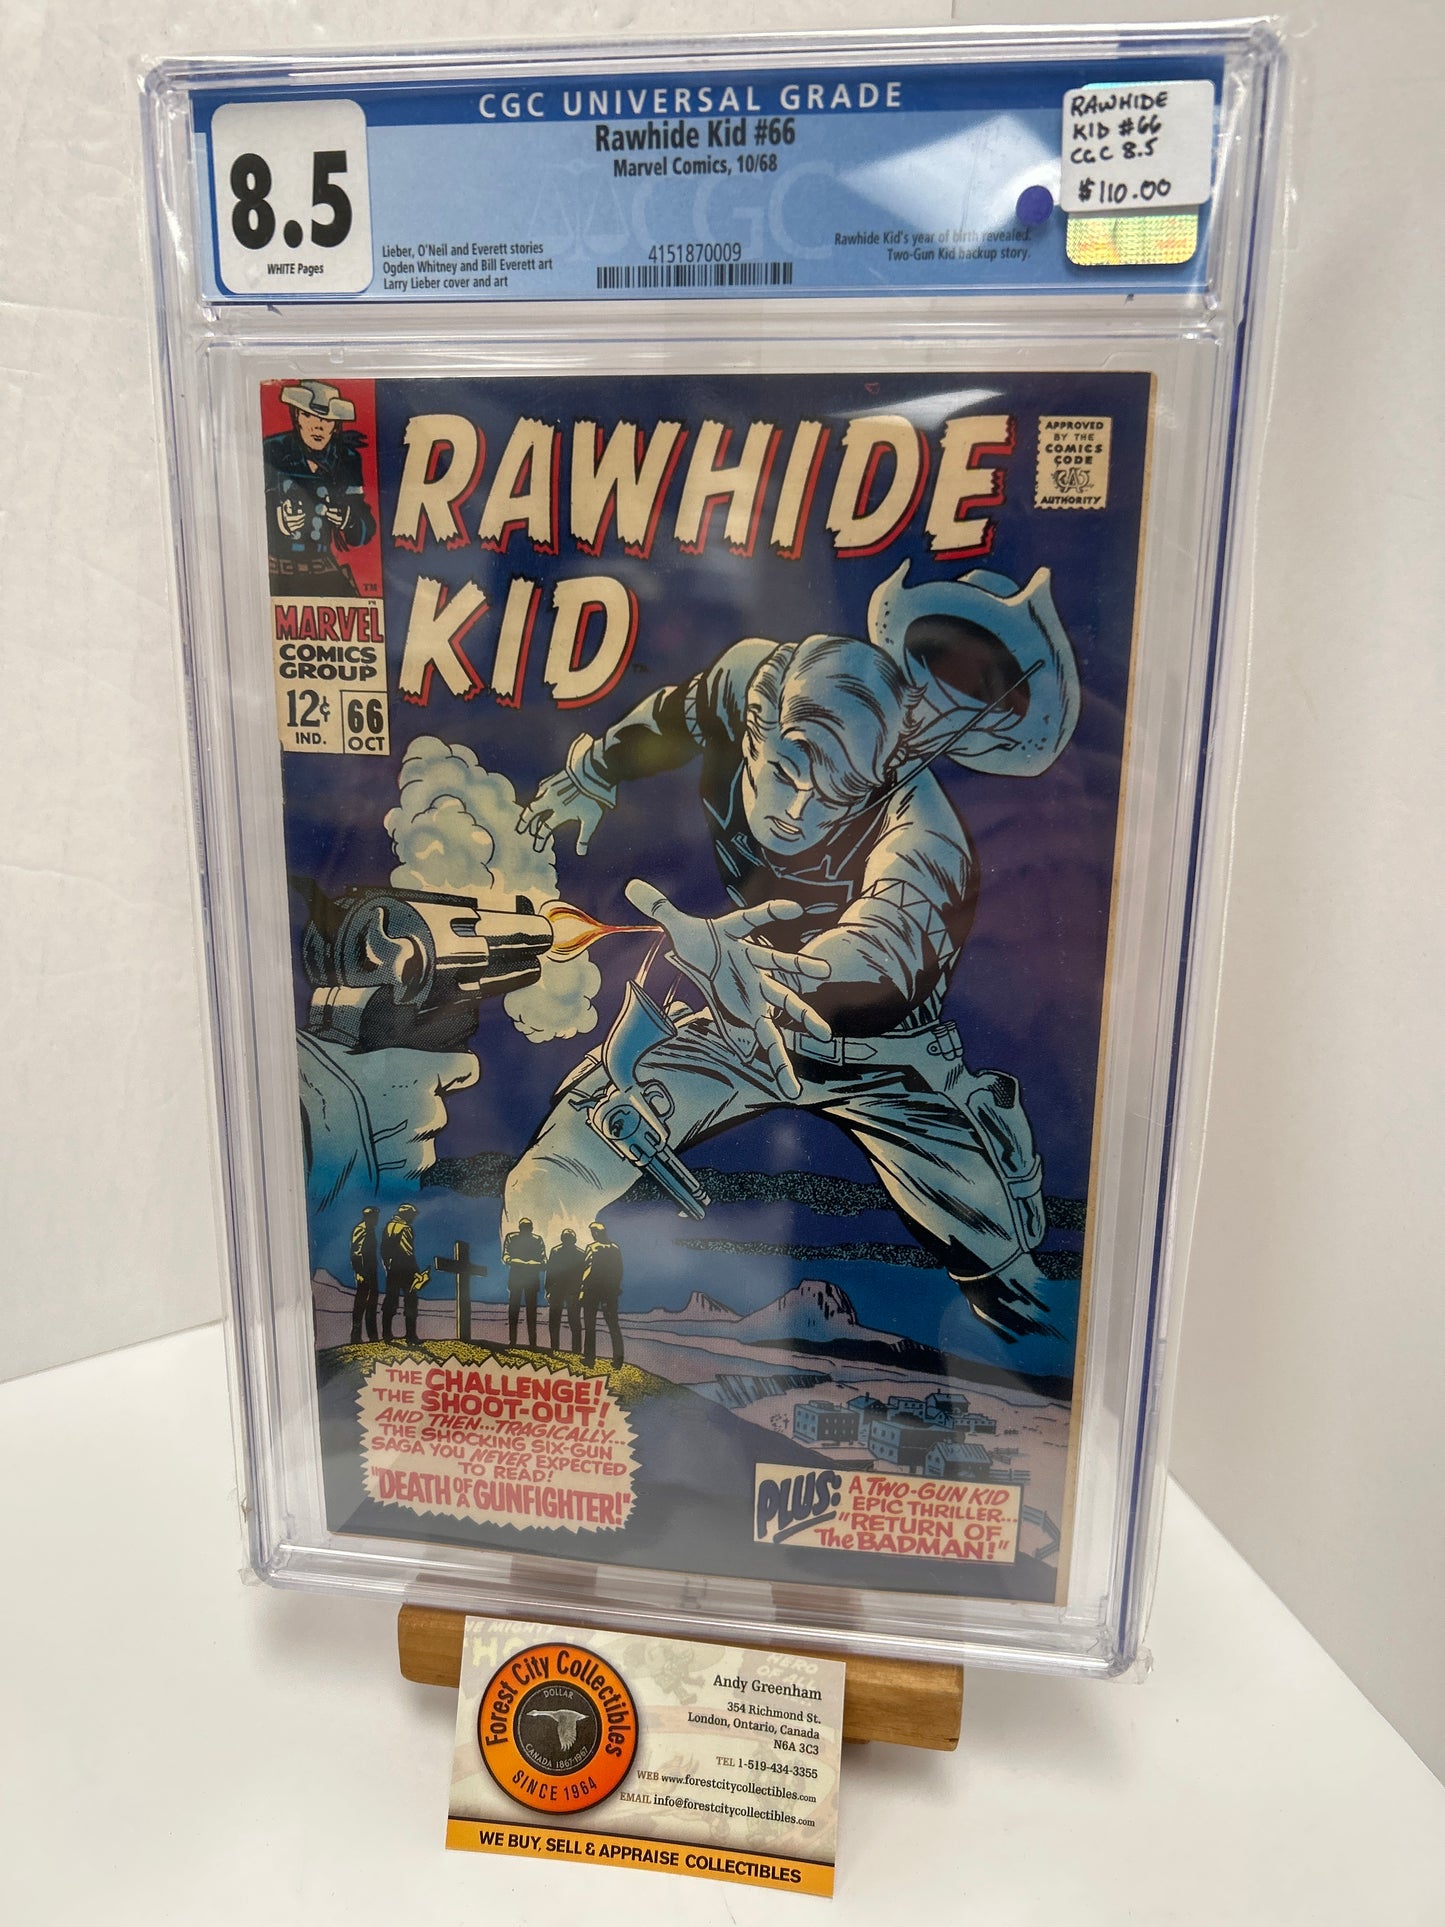 CGC UNIVERSAL GRADE
Rawhide Kid #66
Marvel Comics, 10/68
8.5
WHITE Pages
Lieber, O'Neil and Everett stories
Ogden Whitney and Bill Everett art
Larry Lieber cover and art
4151870009
Rawhide Kid's year of birth revealed.
Two-Gun Kid backup story.
RAWHIDE
KID #66
CGC 8.5
$110.00
RAWHIDE
KID
TM
MARVEL
COMICS
GROUP
12¢
IND.
66
OCT
APPROVED
BY THE
COMICS
CODE
CA
AUTHORITY
THE CHALLENGE!
THE SHOOT-OUT!
AND THEN...TRAGICALLY...
THE SHOCKING SIX-GUN
SAGA YOU NEVER EXPECTED
TO READ!
"DEATH OF A GUNFIGHTER!"
PLUS:
A TWO-GUN KID
EPIC THRILLER...
"RETURN OF
The BADMAN!"
Forest City Collectibles
SINCE 1964
DOLLAR
CANADA 1867-1967
Andy Greenham
354 Richmond St.
London, Ontario, Canada
N6A 3C3
TEL 1-519-434-3355
WEB www.forestcitycollectibles.com
EMAIL info@forestcitycollectibles.com
WE BUY, SELL & APPRAISE COLLECTIBLES